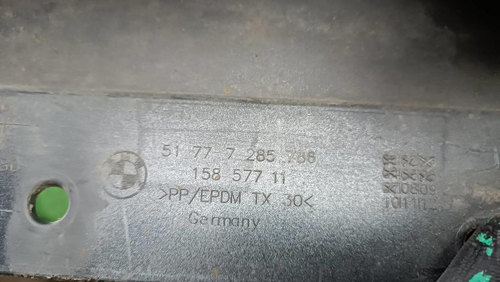 51 77 7 285 786
158 577 11
>PP/EPDM TX 30<
Germany